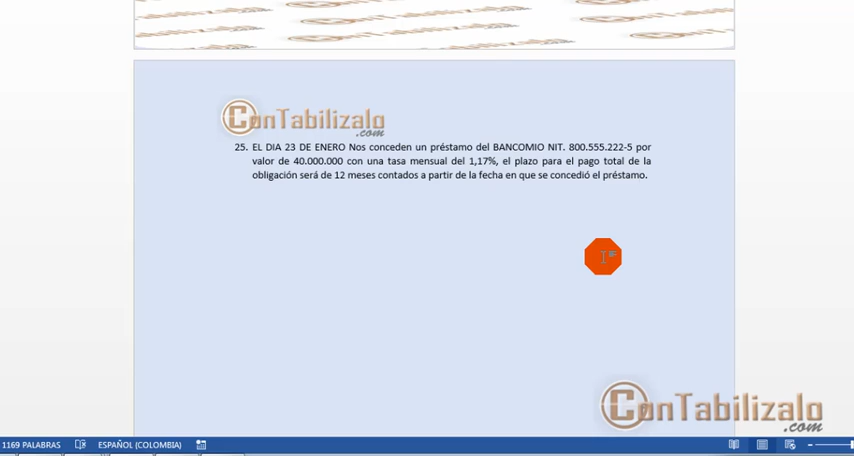 ConTabilizalo
.com
25. EL DIA 23 DE ENERO Nos conceden un préstamo del BANCOMIO NIT. 800.555.222-5 por
valor de 40.000.000 con una tasa mensual del 1,17%, el plazo para el pago total de la
obligación será de 12 meses contados a partir de la fecha en que se concedió el préstamo.
ConTabilizalo
.com
1169 PALABRAS ESPAÑOL (COLOMBIA)